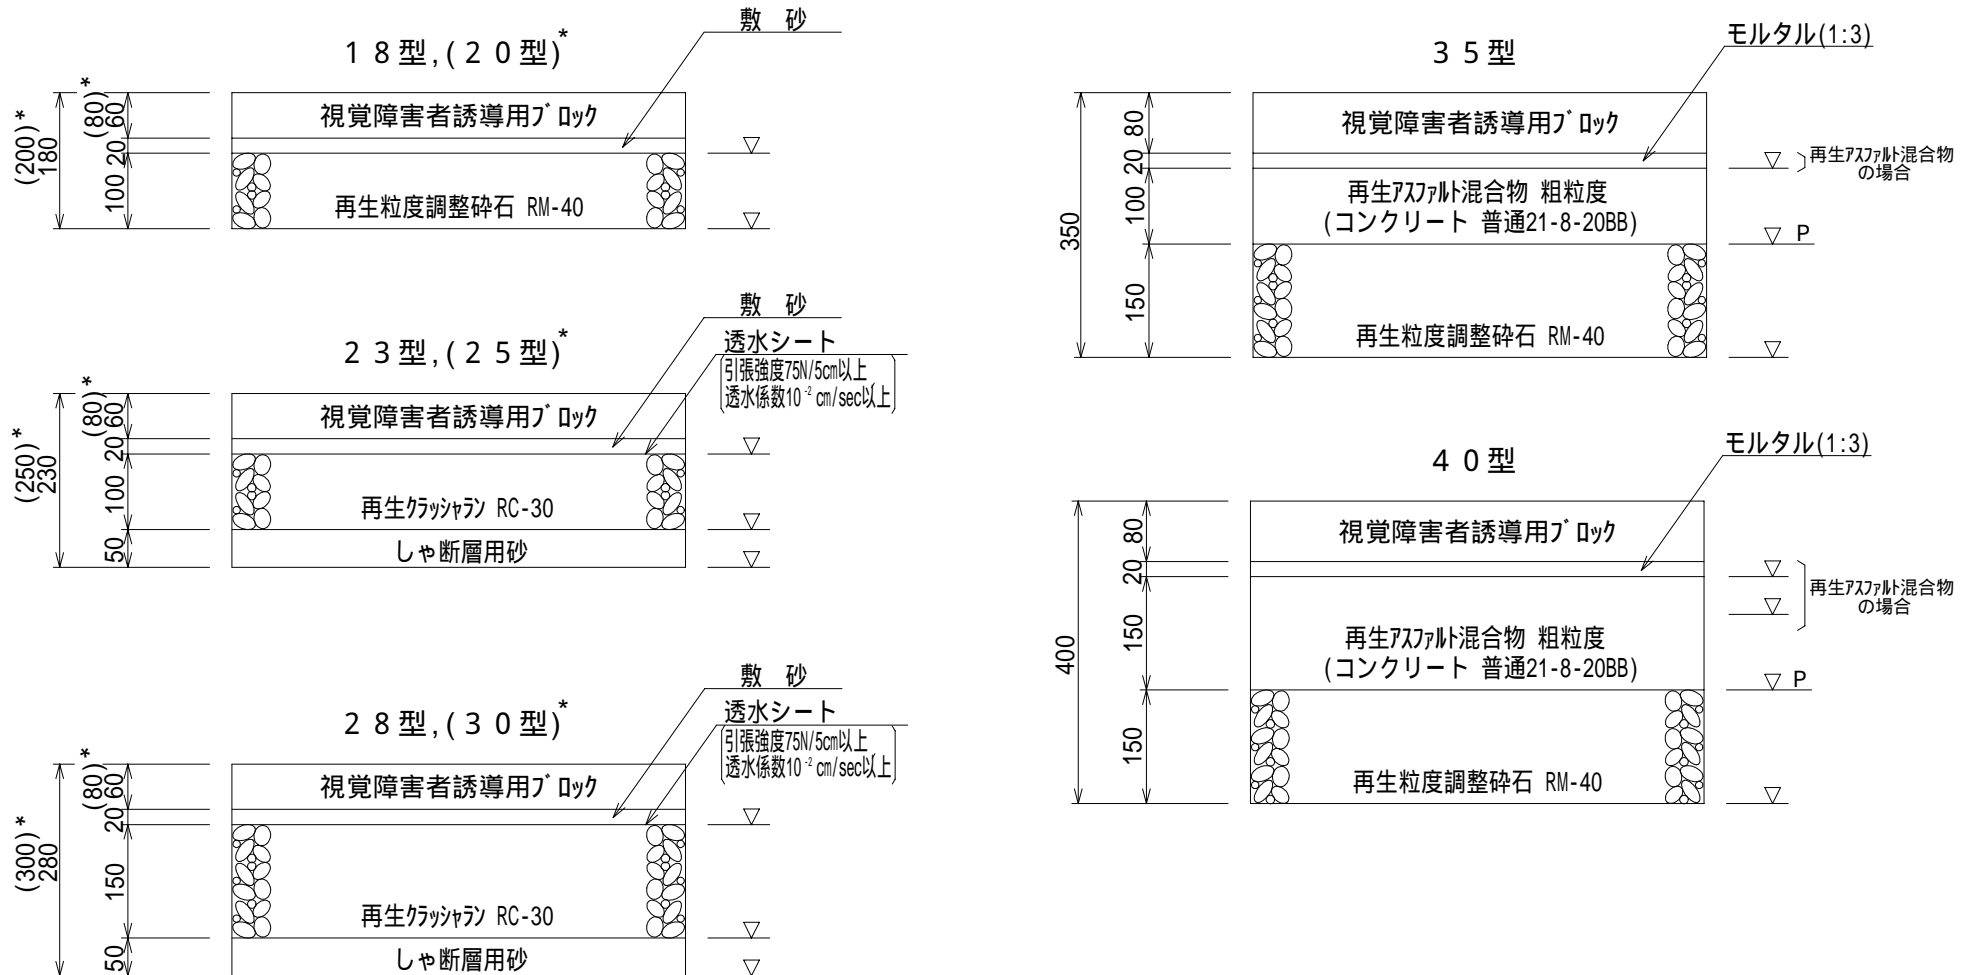 １８型,(２０型)*
敷　砂
視覚障害者誘導用ﾌﾞﾛｯｸ
再生粒度調整砕石 RM-40
(200)*
180
(80)*
60
20
100
２３型,(２５型)*
敷　砂
透水シート
引張強度75N/5cm以上
透水係数10⁻² cm/sec以上
視覚障害者誘導用ﾌﾞﾛｯｸ
再生ｸﾗｯｼｬﾗﾝ RC-30
しゃ断層用砂
(250)*
230
(80)*
60
20
100
50
２８型,(３０型)*
敷　砂
透水シート
引張強度75N/5cm以上
透水係数10⁻² cm/sec以上
視覚障害者誘導用ﾌﾞﾛｯｸ
再生ｸﾗｯｼｬﾗﾝ RC-30
しゃ断層用砂
(300)*
280
(80)*
60
20
150
50
３５型
モルタル(1:3)
視覚障害者誘導用ﾌﾞﾛｯｸ
再生ｱｽﾌｧﾙﾄ混合物 粗粒度
(コンクリート 普通21-8-20BB)
再生粒度調整砕石 RM-40
350
80
20
100
150
再生ｱｽﾌｧﾙﾄ混合物
の場合
P
４０型
モルタル(1:3)
視覚障害者誘導用ﾌﾞﾛｯｸ
再生ｱｽﾌｧﾙﾄ混合物 粗粒度
(コンクリート 普通21-8-20BB)
再生粒度調整砕石 RM-40
400
80
20
150
150
再生ｱｽﾌｧﾙﾄ混合物
の場合
P